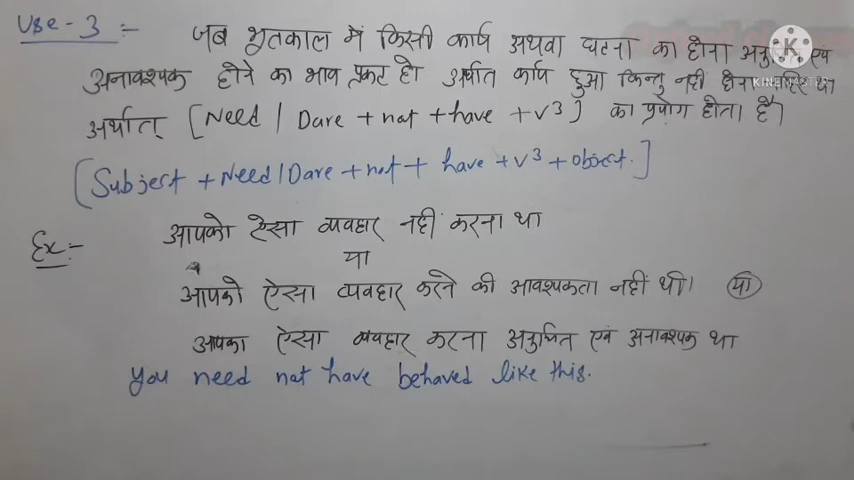 Use-3 :- जब भूतकाल में किसी कार्य अथवा घटना का होना एवं
अनावश्यक होने का भाव प्रकट हो अर्थात कार्य हुआ किन्तु नहीं होना था
अर्थात् [Need / Dare + not + have + V3] का प्रयोग होता है।
[Subject + Need / Dare + not + have + V3 + object.]
Ex:- आपको ऐसा व्यवहार नहीं करना था
या
आपको ऐसा व्यवहार करने की आवश्यकता नहीं थी। या
आपका ऐसा व्यवहार करना अनुचित एवं अनावश्यक था
you need not have behaved like this.
KINEMASTER